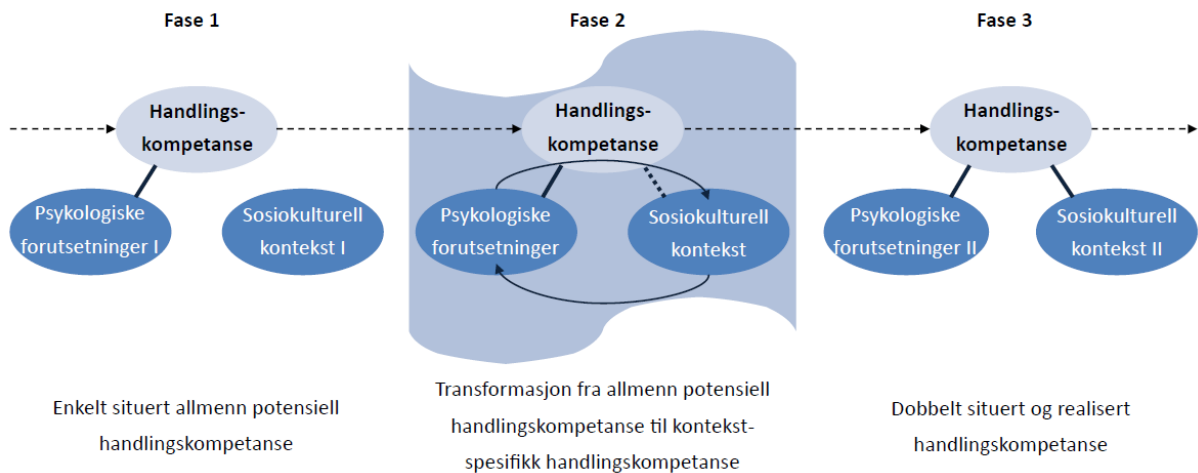 Fase 1
Fase 2
Fase 3
Handlings-
kompetanse
Psykologiske
forutsetninger I
Sosiokulturell
kontekst I
Handlings-
kompetanse
Psykologiske
forutsetninger
Sosiokulturell
kontekst
Handlings-
kompetanse
Psykologiske
forutsetninger II
Sosiokulturell
kontekst II
Enkelt situert allmenn potensiell
handlingskompetanse
Transformasjon fra allmenn potensiell
handlingskompetanse til kontekst-
spesifikk handlingskompetanse
Dobbelt situert og realisert
handlingskompetanse